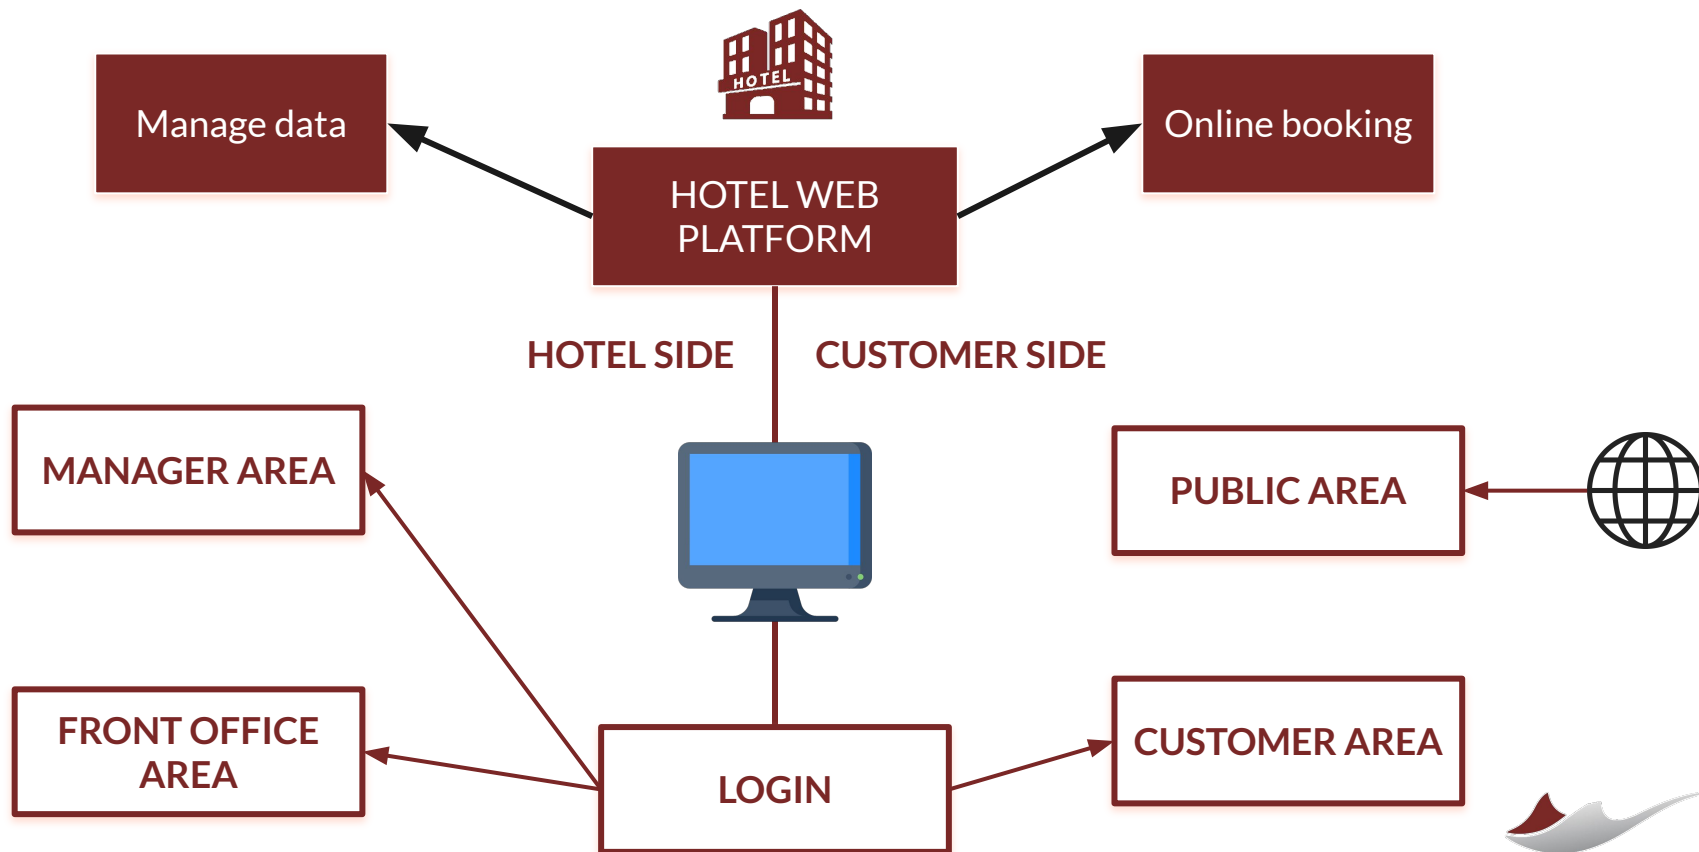 HOTEL
Manage data
Online booking
HOTEL WEB
PLATFORM
HOTEL SIDE
CUSTOMER SIDE
MANAGER AREA
PUBLIC AREA
FRONT OFFICE
AREA
CUSTOMER AREA
LOGIN